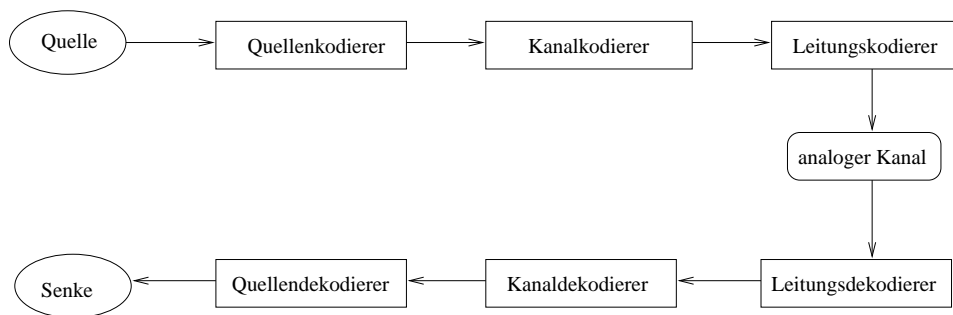 Quelle
Quellenkodierer
Kanalkodierer
Leitungskodierer
analoger Kanal
Senke
Quellendekodierer
Kanaldekodierer
Leitungsdekodierer